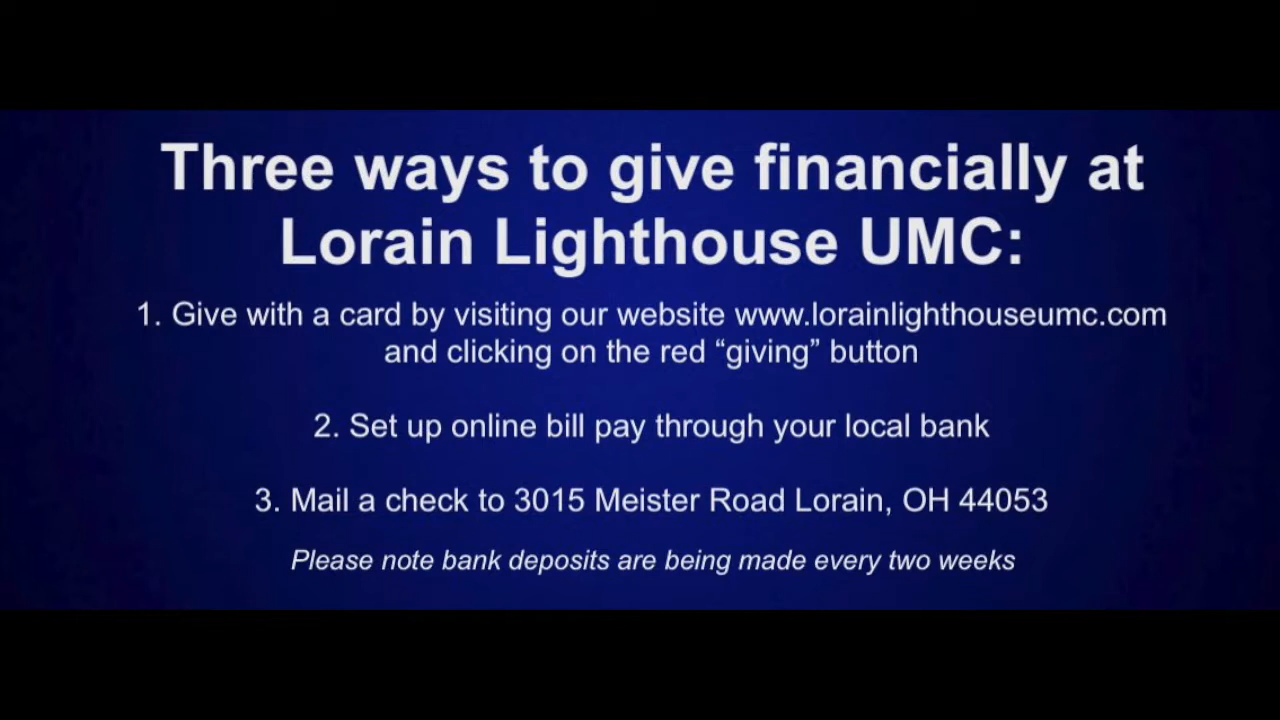 Three ways to give financially at
Lorain Lighthouse UMC:
1. Give with a card by visiting our website www.lorainlighthouseumc.com
and clicking on the red “giving” button
2. Set up online bill pay through your local bank
3. Mail a check to 3015 Meister Road Lorain, OH 44053
Please note bank deposits are being made every two weeks